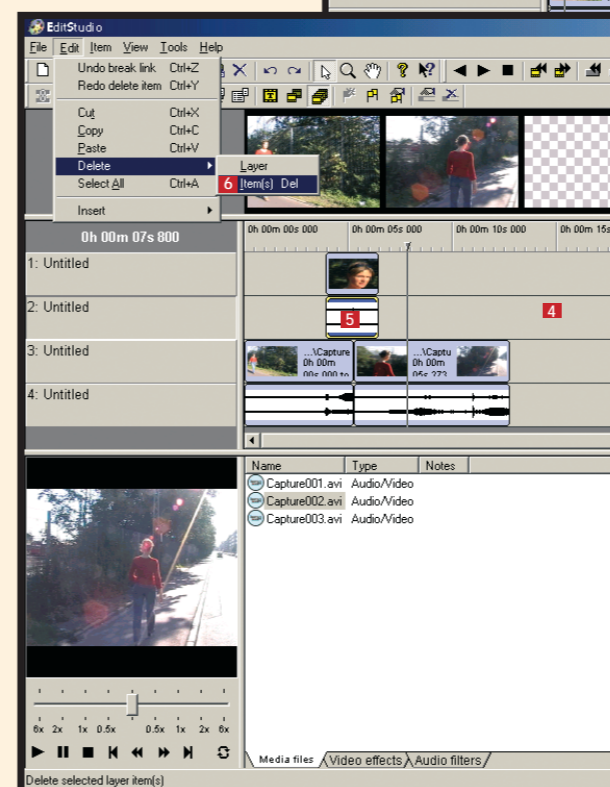 EditStudio
File Edit Item View Tools Help
Undo break link Ctrl+Z
Redo delete item Ctrl+Y
Cut Ctrl+X
Copy Ctrl+C
Paste Ctrl+V
Delete
Select All Ctrl+A
Insert
Layer
6 Item(s) Del
0h 00m 07s 800
0h 00m 00s 000 0h 00m 05s 000 0h 00m 10s 000 0h 00m 15s
1: Untitled
2: Untitled
5
4
3: Untitled
...\Capture
0h 00m
00s 000 to
...\Captu
0h 00m
05s 273
4: Untitled
Name Type Notes
Capture001.avi Audio/Video
Capture002.avi Audio/Video
Capture003.avi Audio/Video
6x 2x 1x 0.5x 0.5x 1x 2x 6x
Media files Video effects Audio filters
Delete selected layer item(s)